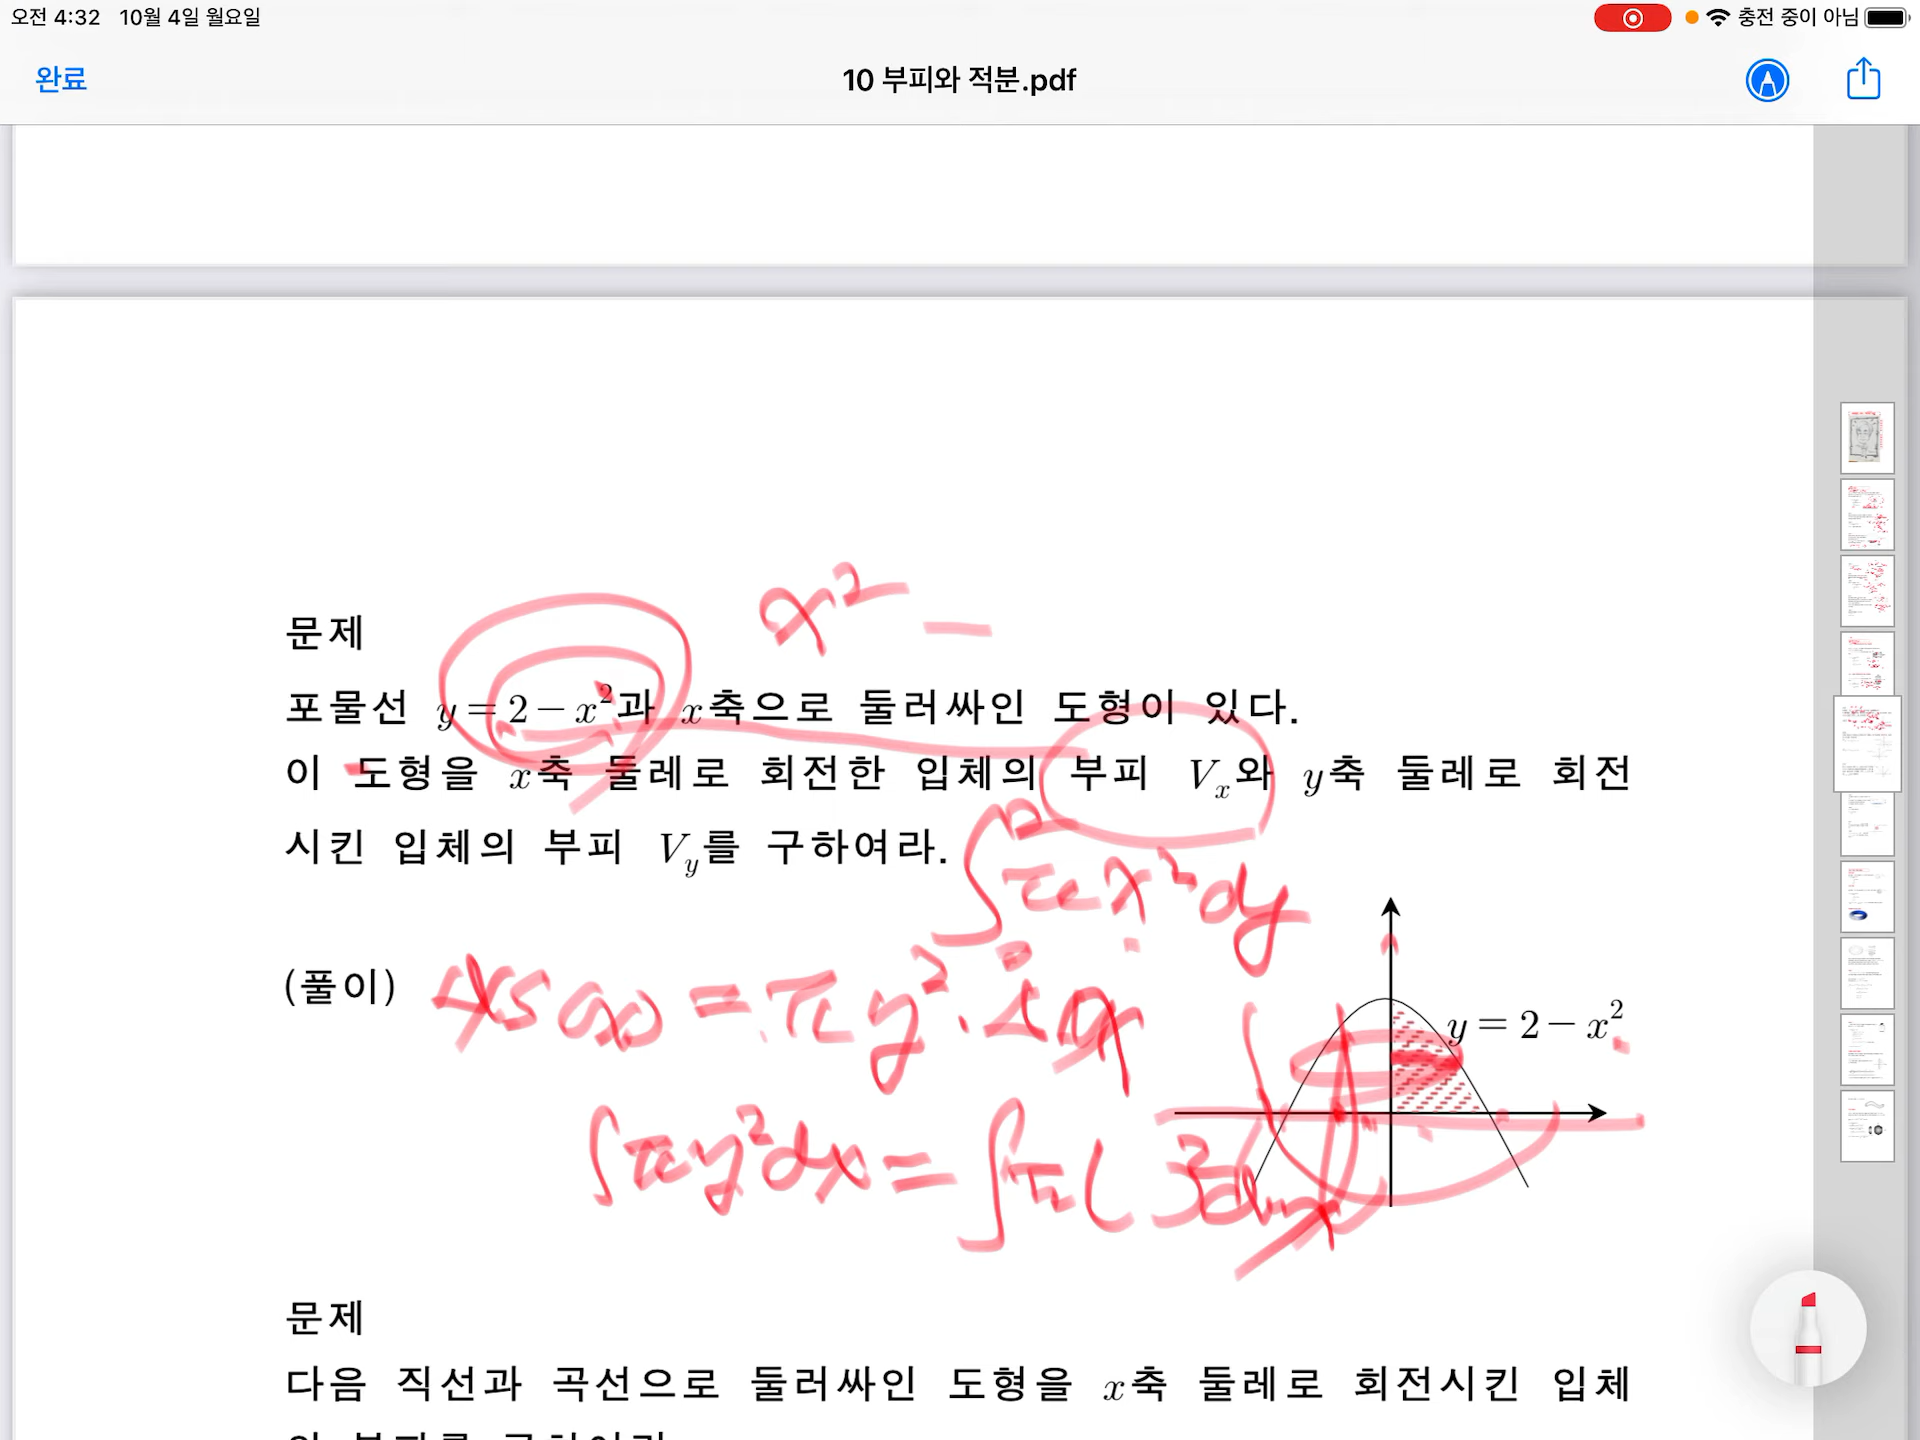 오전 4:32 10월 4일 월요일
충전 중이 아님
완료
10 부피와 적분.pdf
x² —
문제
포물선 y = 2 − x²과 x축으로 둘러싸인 도형이 있다.
이 도형을 x축 둘레로 회전한 입체의 부피 Vₓ와 y축 둘레로 회전
시킨 입체의 부피 V_y를 구하여라.
∫πx²dy
(풀이)
= πy².
y = 2 − x²
∫πy²dx = ∫π(
문제
다음 직선과 곡선으로 둘러싸인 도형을 x축 둘레로 회전시킨 입체